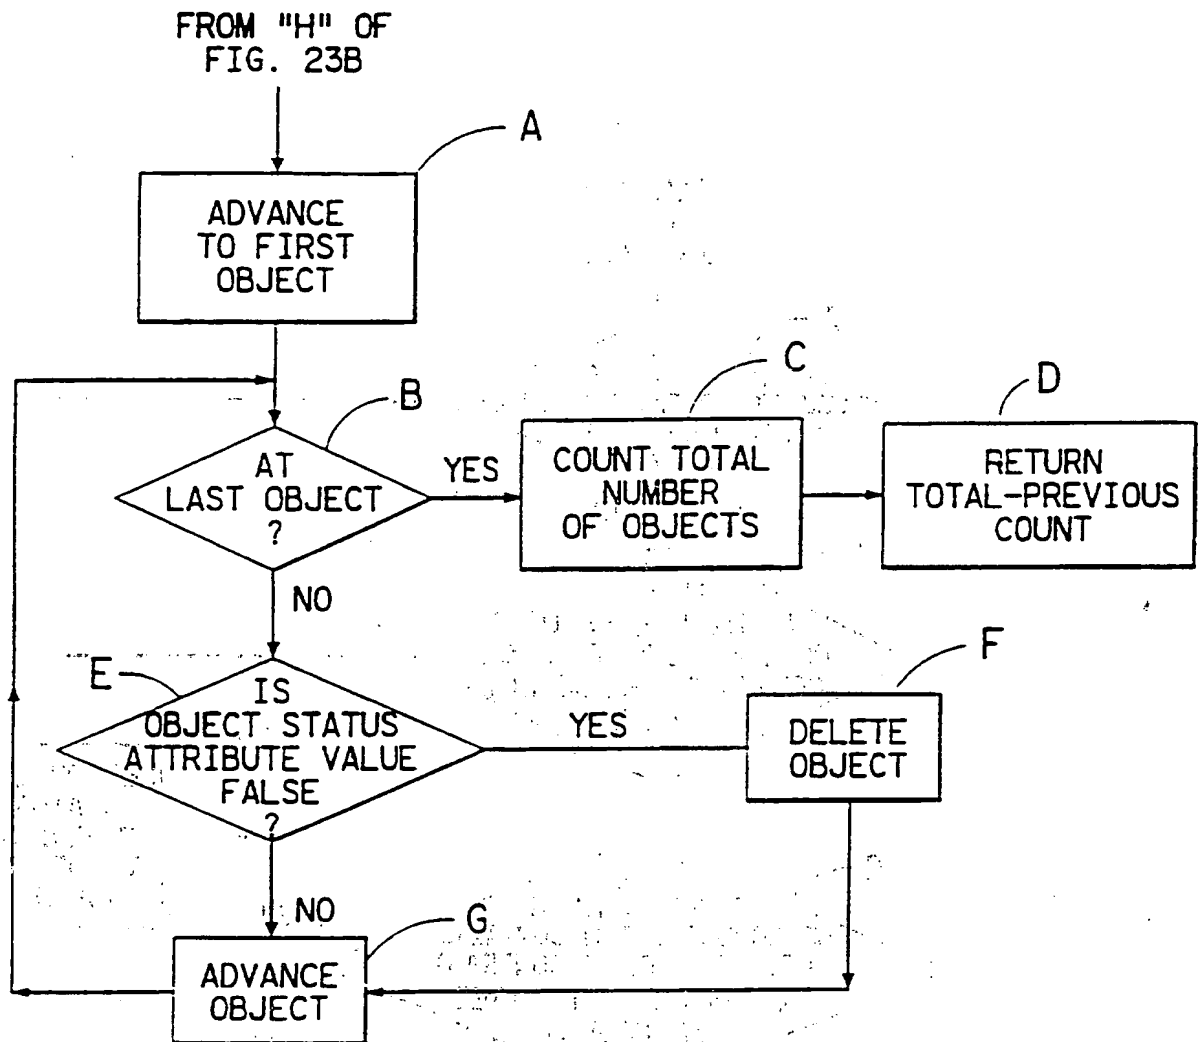 FROM "H" OF
FIG. 23B
A
ADVANCE
TO FIRST
OBJECT
B
AT
LAST OBJECT
?
YES
C
COUNT TOTAL
NUMBER
OF OBJECTS
D
RETURN
TOTAL-PREVIOUS
COUNT
NO
E
IS
OBJECT STATUS
ATTRIBUTE VALUE
FALSE
?
YES
F
DELETE
OBJECT
NO
G
ADVANCE
OBJECT